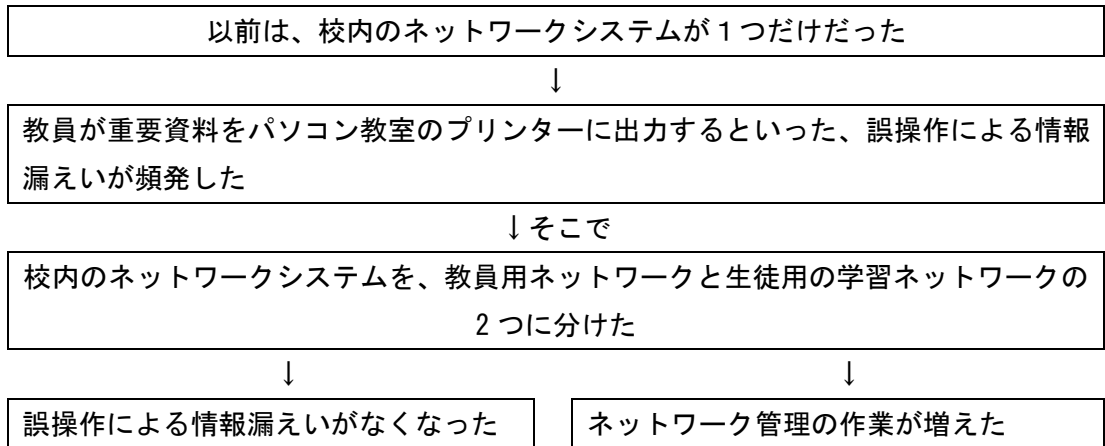 以前は、校内のネットワークシステムが１つだけだった
↓
教員が重要資料をパソコン教室のプリンターに出力するといった、誤操作による情報
漏えいが頻発した
↓そこで
校内のネットワークシステムを、教員用ネットワークと生徒用の学習ネットワークの
２つに分けた
↓ ↓
誤操作による情報漏えいがなくなった ネットワーク管理の作業が増えた